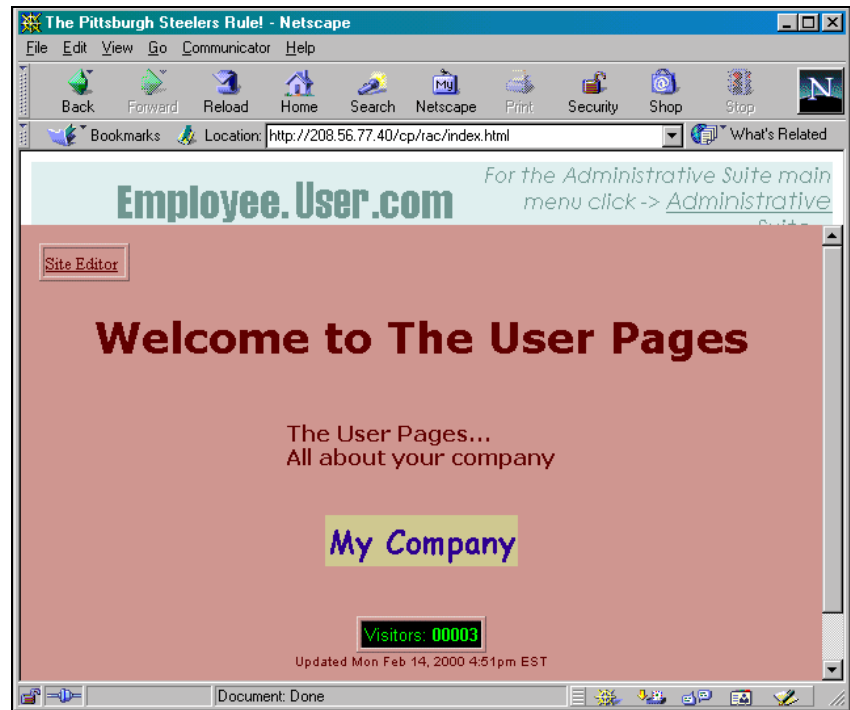 The Pittsburgh Steelers Rule! - Netscape
File Edit View Go Communicator Help
Back Forward Reload Home Search My Netscape Print Security Shop Stop N
Bookmarks Location: http://208.56.77.40/cp/rac/index.html What's Related
Employee.User.com
For the Administrative Suite main
menu click -> Administrative
Suite
Site Editor
Welcome to The User Pages
The User Pages...
All about your company
My Company
Visitors: 00003
Updated Mon Feb 14, 2000 4:51pm EST
Document: Done